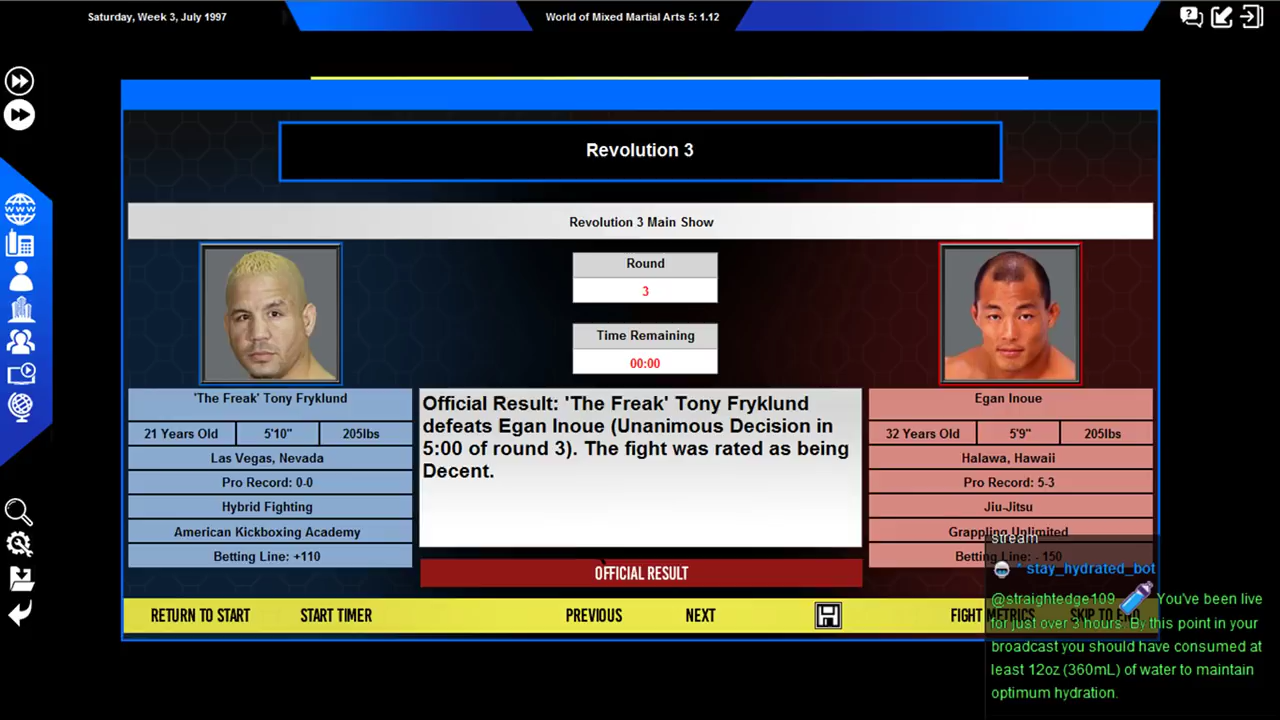 Saturday, Week 3, July 1997
World of Mixed Martial Arts 5: 1.12
Revolution 3
Revolution 3 Main Show
Round
3
Time Remaining
00:00
'The Freak' Tony Fryklund
21 Years Old 5'10" 205lbs
Las Vegas, Nevada
Pro Record: 0-0
Hybrid Fighting
American Kickboxing Academy
Betting Line: +110
Official Result: 'The Freak' Tony Fryklund
defeats Egan Inoue (Unanimous Decision in
5:00 of round 3). The fight was rated as being
Decent.
OFFICIAL RESULT
Egan Inoue
32 Years Old 5'9" 205lbs
Halawa, Hawaii
Pro Record: 5-3
Jiu-Jitsu
Grappling Unlimited
Betting Line: - 150
RETURN TO START START TIMER PREVIOUS NEXT FIGHT METRICS SKIP TO END
stream
stay_hydrated_bot
@straightedge109 You've been live
for just over 3 hours. By this point in your
broadcast you should have consumed at
least 12oz (360mL) of water to maintain
optimum hydration.
WWW